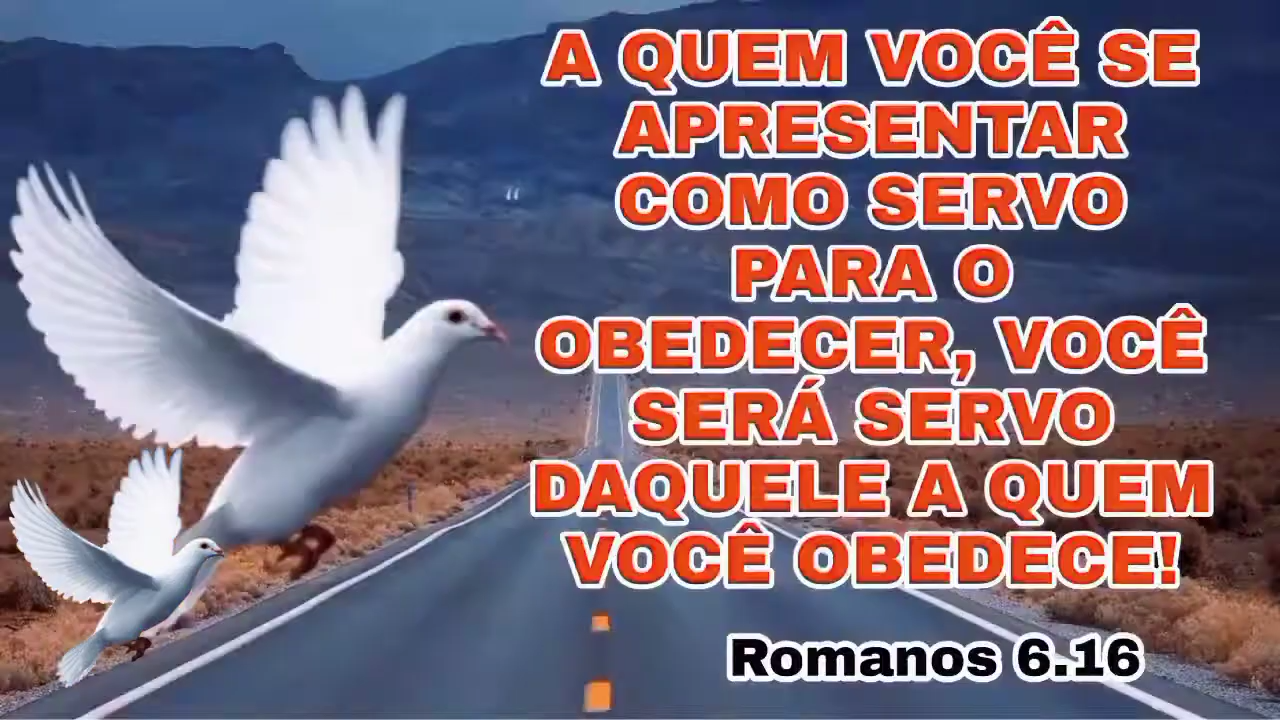 A QUEM VOCÊ SE
APRESENTAR
COMO SERVO
PARA O
OBEDECER, VOCÊ
SERÁ SERVO
DAQUELE A QUEM
VOCÊ OBEDECE!
Romanos 6.16